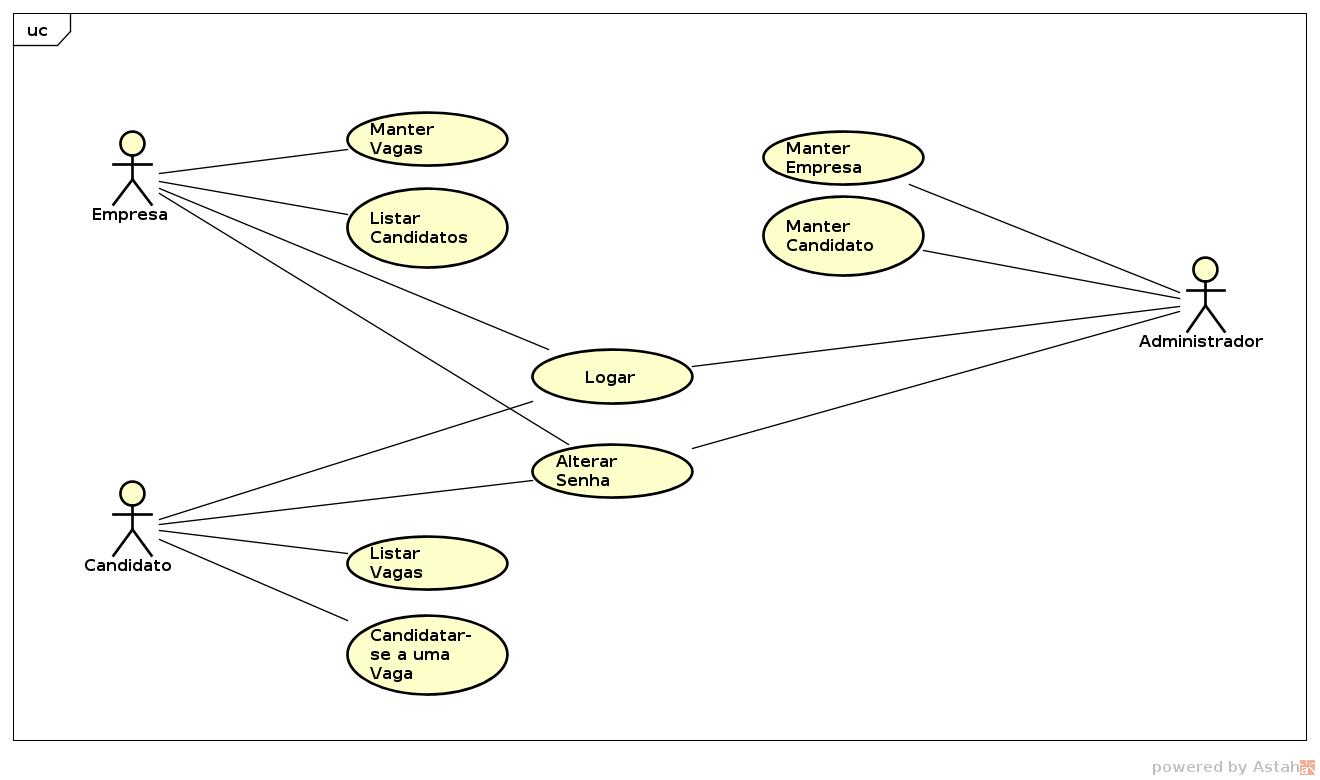 uc
Manter
Vagas
Manter
Empresa
Empresa
Listar
Candidatos
Manter
Candidato
Administrador
Logar
Alterar
Senha
Candidato
Listar
Vagas
Candidatar-
se a uma
Vaga
powered by Astah